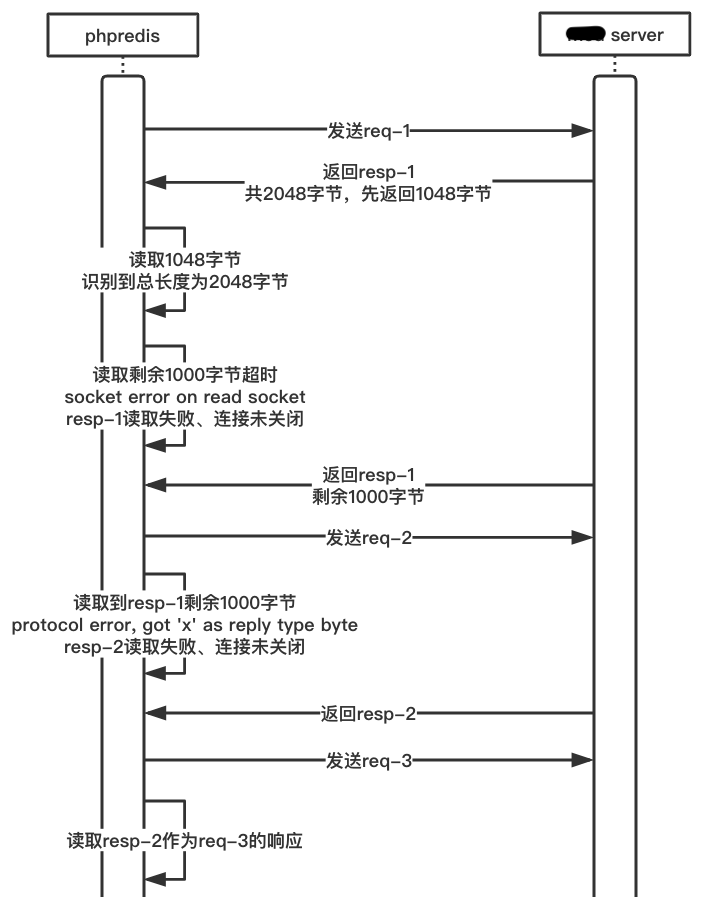 phpredis
server
发送req-1
返回resp-1
共2048字节，先返回1048字节
读取1048字节
识别到总长度为2048字节
读取剩余1000字节超时
socket error on read socket
resp-1读取失败、连接未关闭
返回resp-1
剩余1000字节
发送req-2
读取到resp-1剩余1000字节
protocol error, got 'x' as reply type byte
resp-2读取失败、连接未关闭
返回resp-2
发送req-3
读取resp-2作为req-3的响应